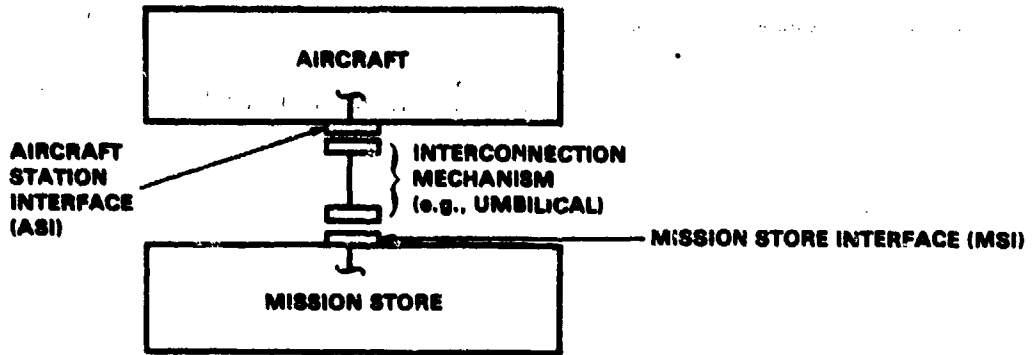 AIRCRAFT
AIRCRAFT
STATION
INTERFACE
(ASI)
INTERCONNECTION
MECHANISM
(e.g., UMBILICAL)
MISSION STORE INTERFACE (MSI)
MISSION STORE